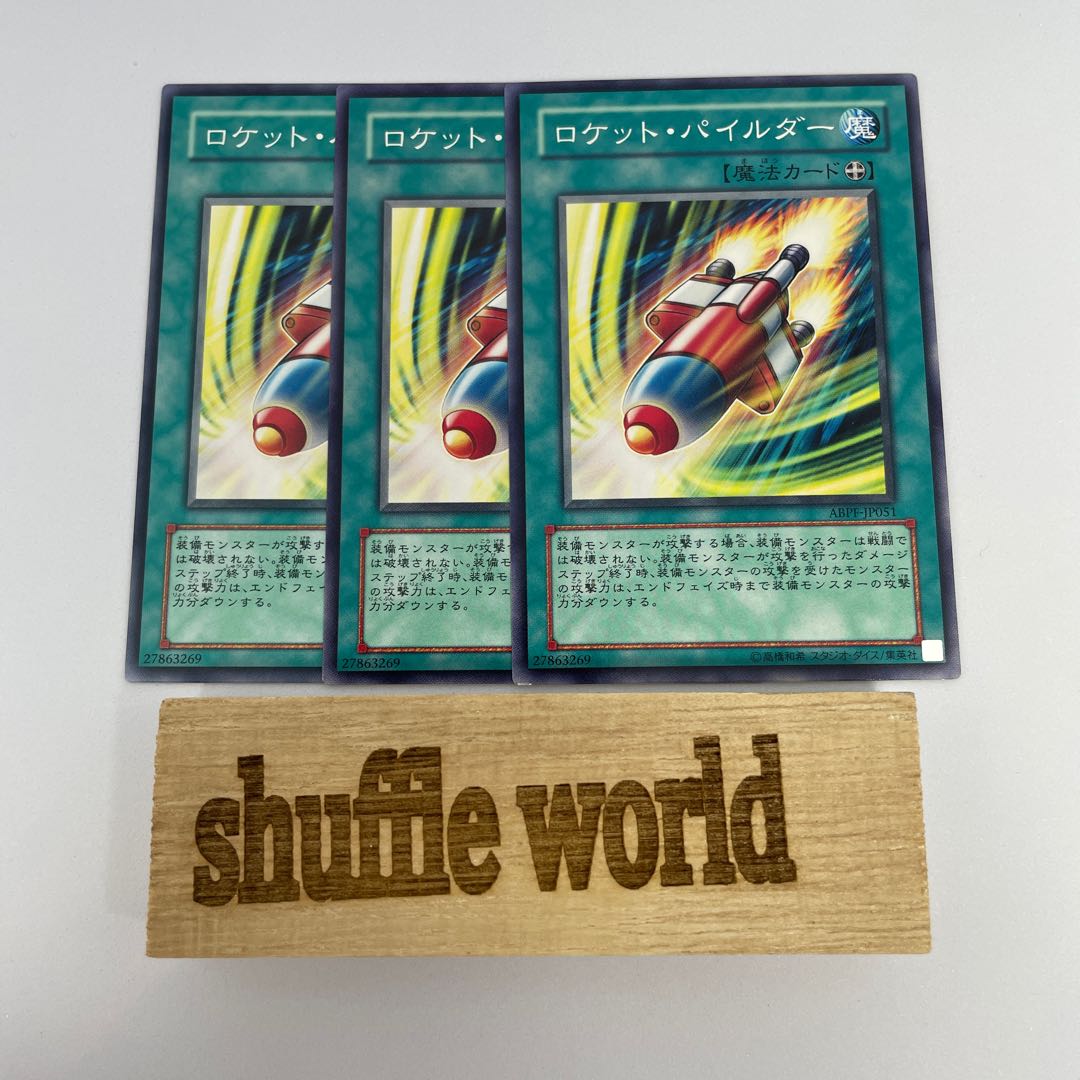 ロケット・
ロケット・
ロケット・パイルダー
魔
【魔法カード】
ABPF-JP051
装備モンスターが攻撃す
は破壊されない。装備モ
ステップ終了時、装備モン
の攻撃力は、エンドフェイ
力分ダウンする。
27863269
装備モンスターが攻撃す
は破壊されない。装備モ
ステップ終了時、装備モン
の攻撃力は、エンドフェ
力分ダウンする。
27863269
装備モンスターが攻撃する場合、装備モンスターは戦闘で
は破壊されない。装備モンスターが攻撃を行ったダメージ
ステップ終了時、装備モンスターの攻撃を受けたモンスター
の攻撃力は、エンドフェイズ時まで装備モンスターの攻撃
力分ダウンする。
27863269
©高橋和希 スタジオ・ダイス/集英社
shuffle world